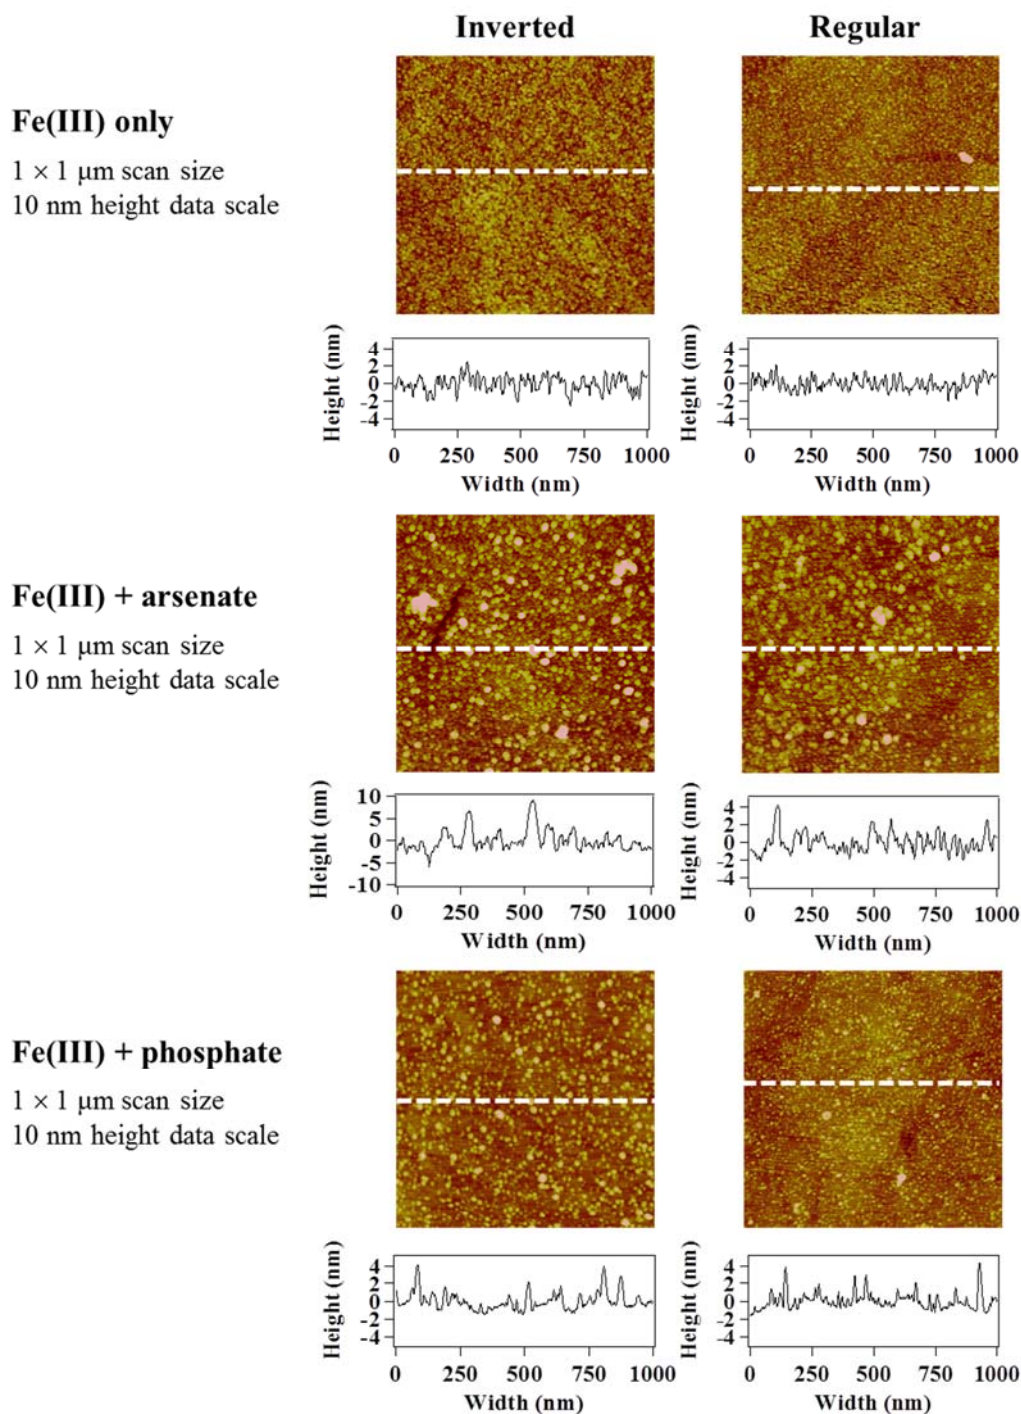 Inverted
Regular
Fe(III) only
1 × 1 μm scan size
10 nm height data scale
Height (nm)
4
2
0
-2
-4
0 250 500 750 1000
Width (nm)
Height (nm)
4
2
0
-2
-4
0 250 500 750 1000
Width (nm)
Fe(III) + arsenate
1 × 1 μm scan size
10 nm height data scale
Height (nm)
10
5
0
-5
-10
0 250 500 750 1000
Width (nm)
Height (nm)
4
2
0
-2
-4
0 250 500 750 1000
Width (nm)
Fe(III) + phosphate
1 × 1 μm scan size
10 nm height data scale
Height (nm)
4
2
0
-2
-4
0 250 500 750 1000
Width (nm)
Height (nm)
4
2
0
-2
-4
0 250 500 750 1000
Width (nm)